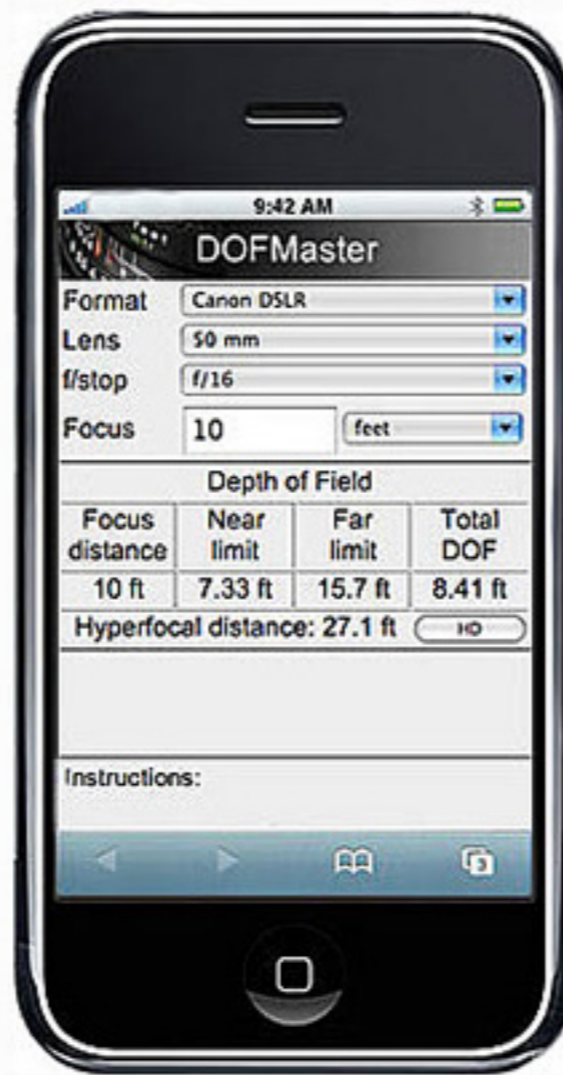 9:42 AM
DOFMaster
Format Canon DSLR
Lens 50 mm
f/stop f/16
Focus 10 feet
Depth of Field
Focus distance Near limit Far limit Total DOF
10 ft 7.33 ft 15.7 ft 8.41 ft
Hyperfocal distance: 27.1 ft HD
Instructions:
3